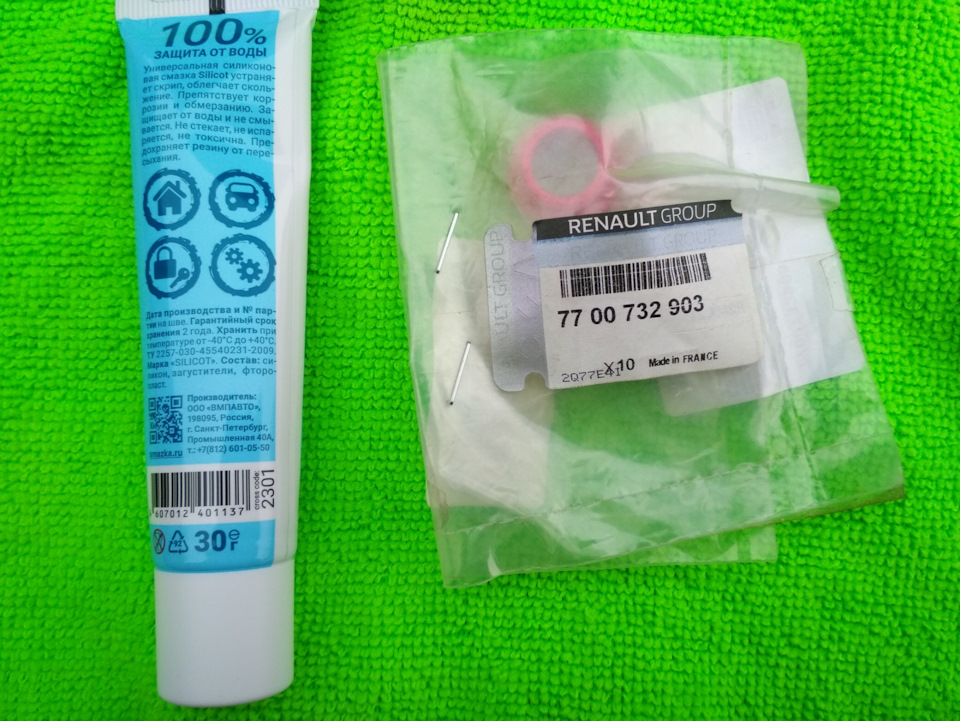 100%
ЗАЩИТА ОТ ВОДЫ
Универсальная силиконо-
вая смазка Silicot устраня-
ет скрип, облегчает сколь-
жение. Препятствует кор-
розии и обмерзанию. За-
щищает от воды и не смы-
вается. Не стекает, не испа-
ряется, не токсична. Пре-
дохраняет резину от пере-
сыхания.
Дата производства и № пар-
тии на шве. Гарантийный срок
хранения 2 года. Хранить при
температуре от -40°С до +40°С.
ТУ 2257-030-45540231-2009.
Марка «SILICOT». Состав: си-
ликон, загустители, фторо-
пласт.
Производитель:
ООО «ВМПАВТО»,
198095, Россия,
г. Санкт-Петербург,
Промышленная 40А,
т.: +7(812) 601-05-50
smazka.ru
607012 401137
cross code:
2301
92
30 г
RENAULT GROUP
ULT GROUP
77 00 732 903
X10 Made in FRANCE
2Q77E41